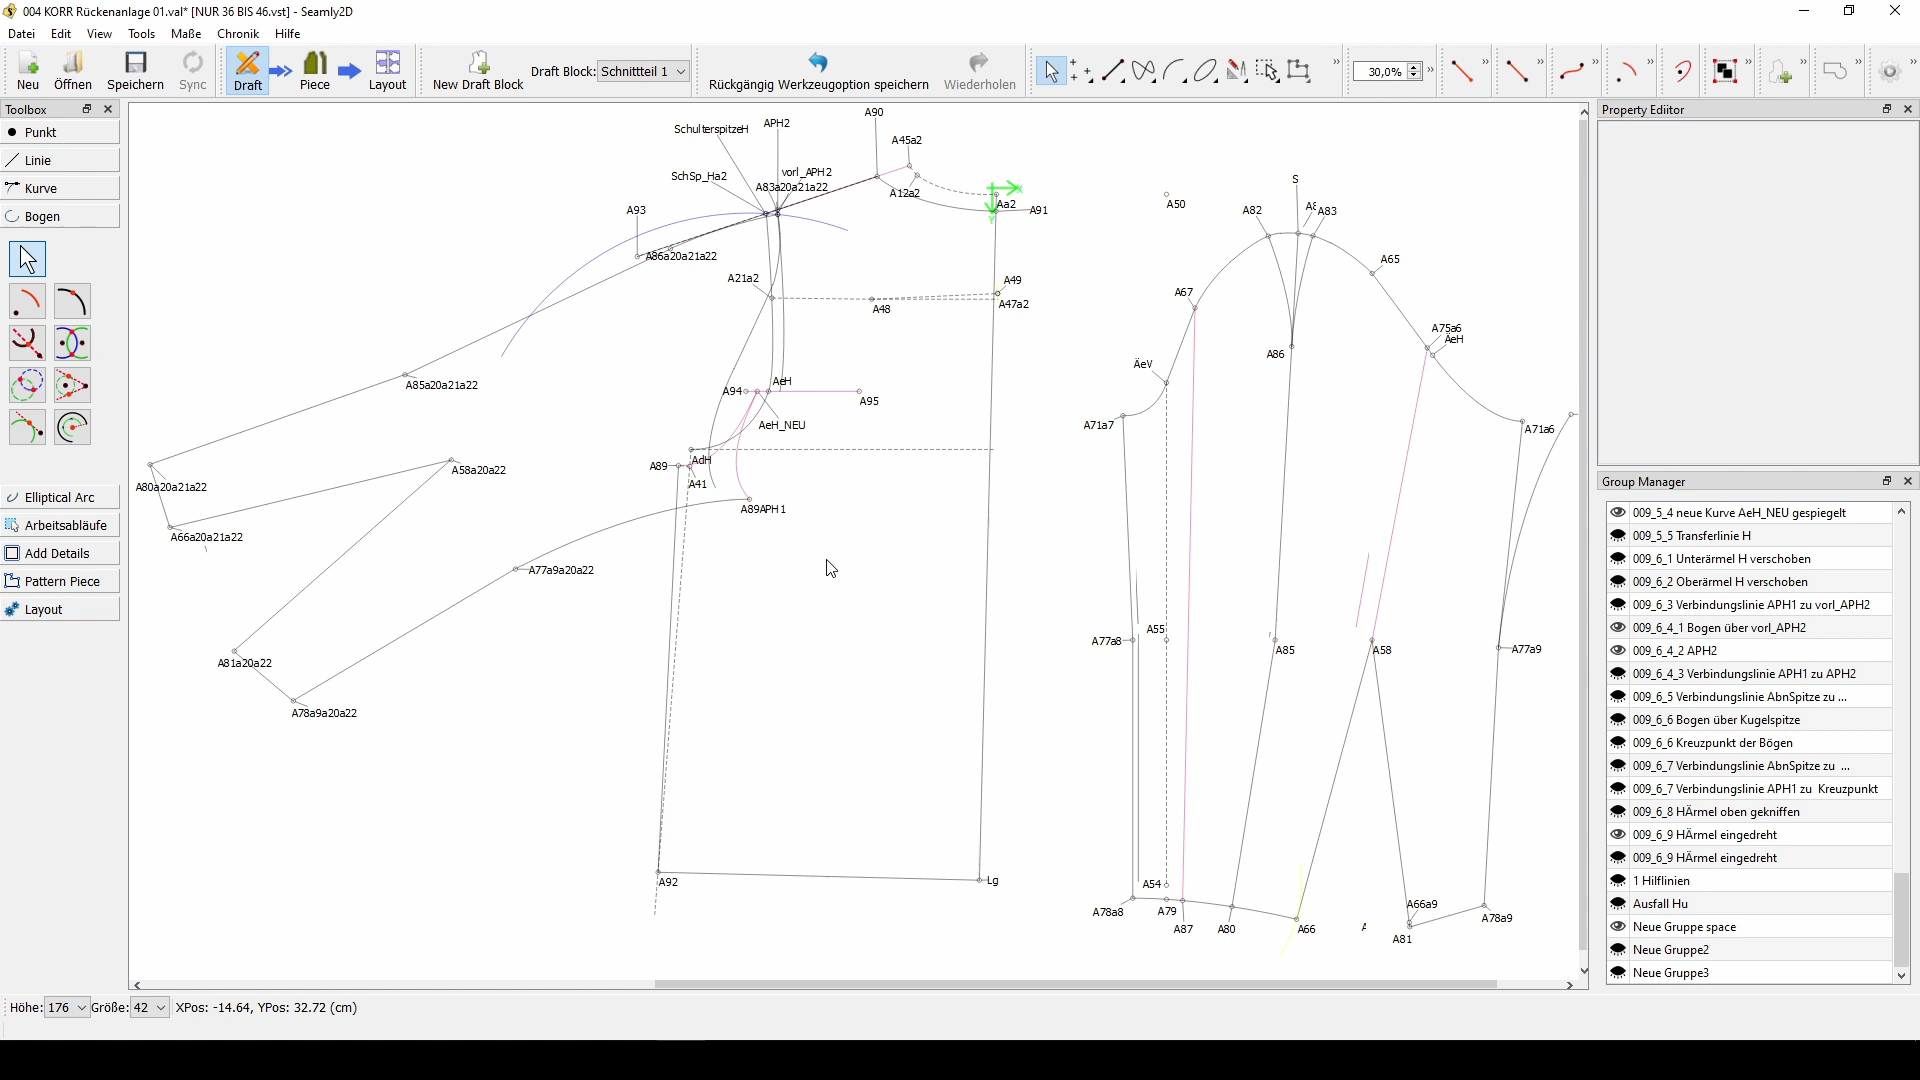 004 KORR Rückenanlage 01.val* [NUR 36 BIS 46.vst] - Seamly2D
Datei Edit View Tools Maße Chronik Hilfe
Neu Öffnen Speichern Sync Draft Piece Layout New Draft Block Draft Block: Schnittteil 1 Rückgängig Werkzeugoption speichern Wiederholen 30,0%
Toolbox
Punkt
Linie
Kurve
Bogen
Elliptical Arc
Arbeitsabläufe
Add Details
Pattern Piece
Layout
A90
SchulterspitzeH
APH2
A45a2
SchSp_Ha2
vorl_APH2
A83a20a21a22
A12a2
A93
Aa2
A91
X
Y
A86a20a21a22
A21a2
A49
A47a2
A48
A85a20a21a22
A94
AeH
A95
AeH_NEU
A89
AdH
A41
A58a20a22
A80a20a21a22
A89APH1
A66a20a21a22
A77a9a20a22
A81a20a22
A78a9a20a22
A92
Lg
A50
S
A82
A83
A65
A67
A75a6
ÄeH
A86
ÄeV
A71a7
A71a6
A55
A77a8
A85
A58
A77a9
A54
A78a8
A79
A87
A80
A66
A66a9
A81
A78a9
Property Ediitor
Group Manager
009_5_4 neue Kurve AeH_NEU gespiegelt
009_5_5 Transferlinie H
009_6_1 Unterärmel H verschoben
009_6_2 Oberärmel H verschoben
009_6_3 Verbindungslinie APH1 zu vorl_APH2
009_6_4_1 Bogen über vorl_APH2
009_6_4_2 APH2
009_6_4_3 Verbindungslinie APH1 zu APH2
009_6_5 Verbindungslinie AbnSpitze zu ...
009_6_6 Bogen über Kugelspitze
009_6_6 Kreuzpunkt der Bögen
009_6_7 Verbindungslinie AbnSpitze zu ...
009_6_7 Verbindungslinie APH1 zu Kreuzpunkt
009_6_8 HÄrmel oben gekniffen
009_6_9 HÄrmel eingedreht
009_6_9 HÄrmel eingedreht
1 Hilflinien
Ausfall Hu
Neue Gruppe space
Neue Gruppe2
Neue Gruppe3
Höhe: 176 Größe: 42 XPos: -14.64, YPos: 32.72 (cm)